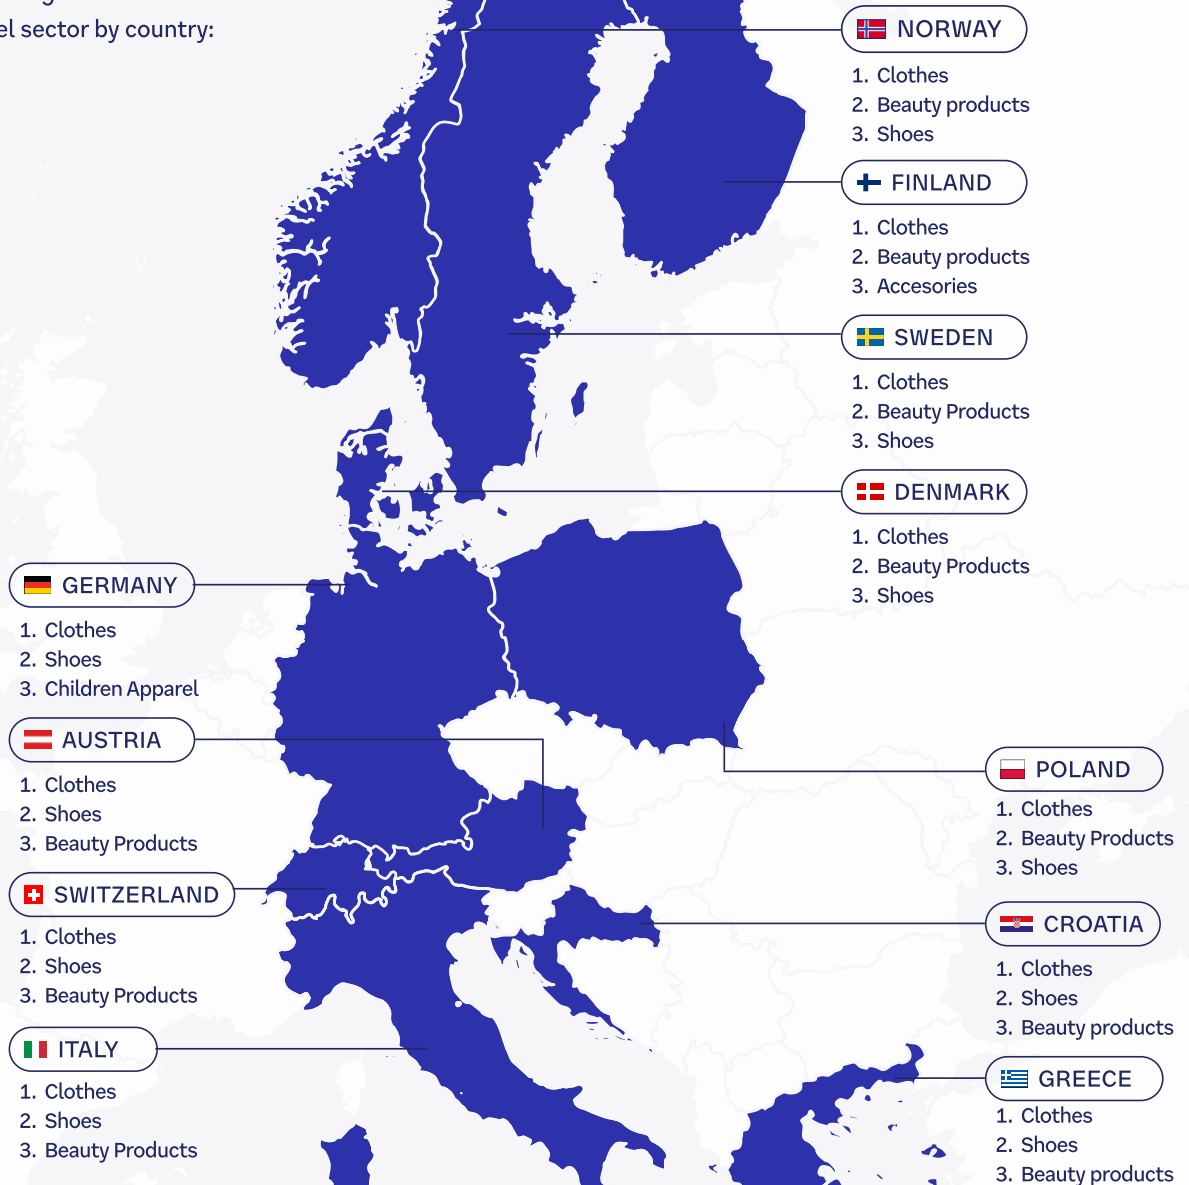 el sector by country:
NORWAY
1. Clothes
2. Beauty products
3. Shoes
FINLAND
1. Clothes
2. Beauty products
3. Accesories
SWEDEN
1. Clothes
2. Beauty Products
3. Shoes
DENMARK
1. Clothes
2. Beauty Products
3. Shoes
GERMANY
1. Clothes
2. Shoes
3. Children Apparel
AUSTRIA
1. Clothes
2. Shoes
3. Beauty Products
SWITZERLAND
1. Clothes
2. Shoes
3. Beauty Products
ITALY
1. Clothes
2. Shoes
3. Beauty Products
POLAND
1. Clothes
2. Beauty Products
3. Shoes
CROATIA
1. Clothes
2. Shoes
3. Beauty products
GREECE
1. Clothes
2. Shoes
3. Beauty products